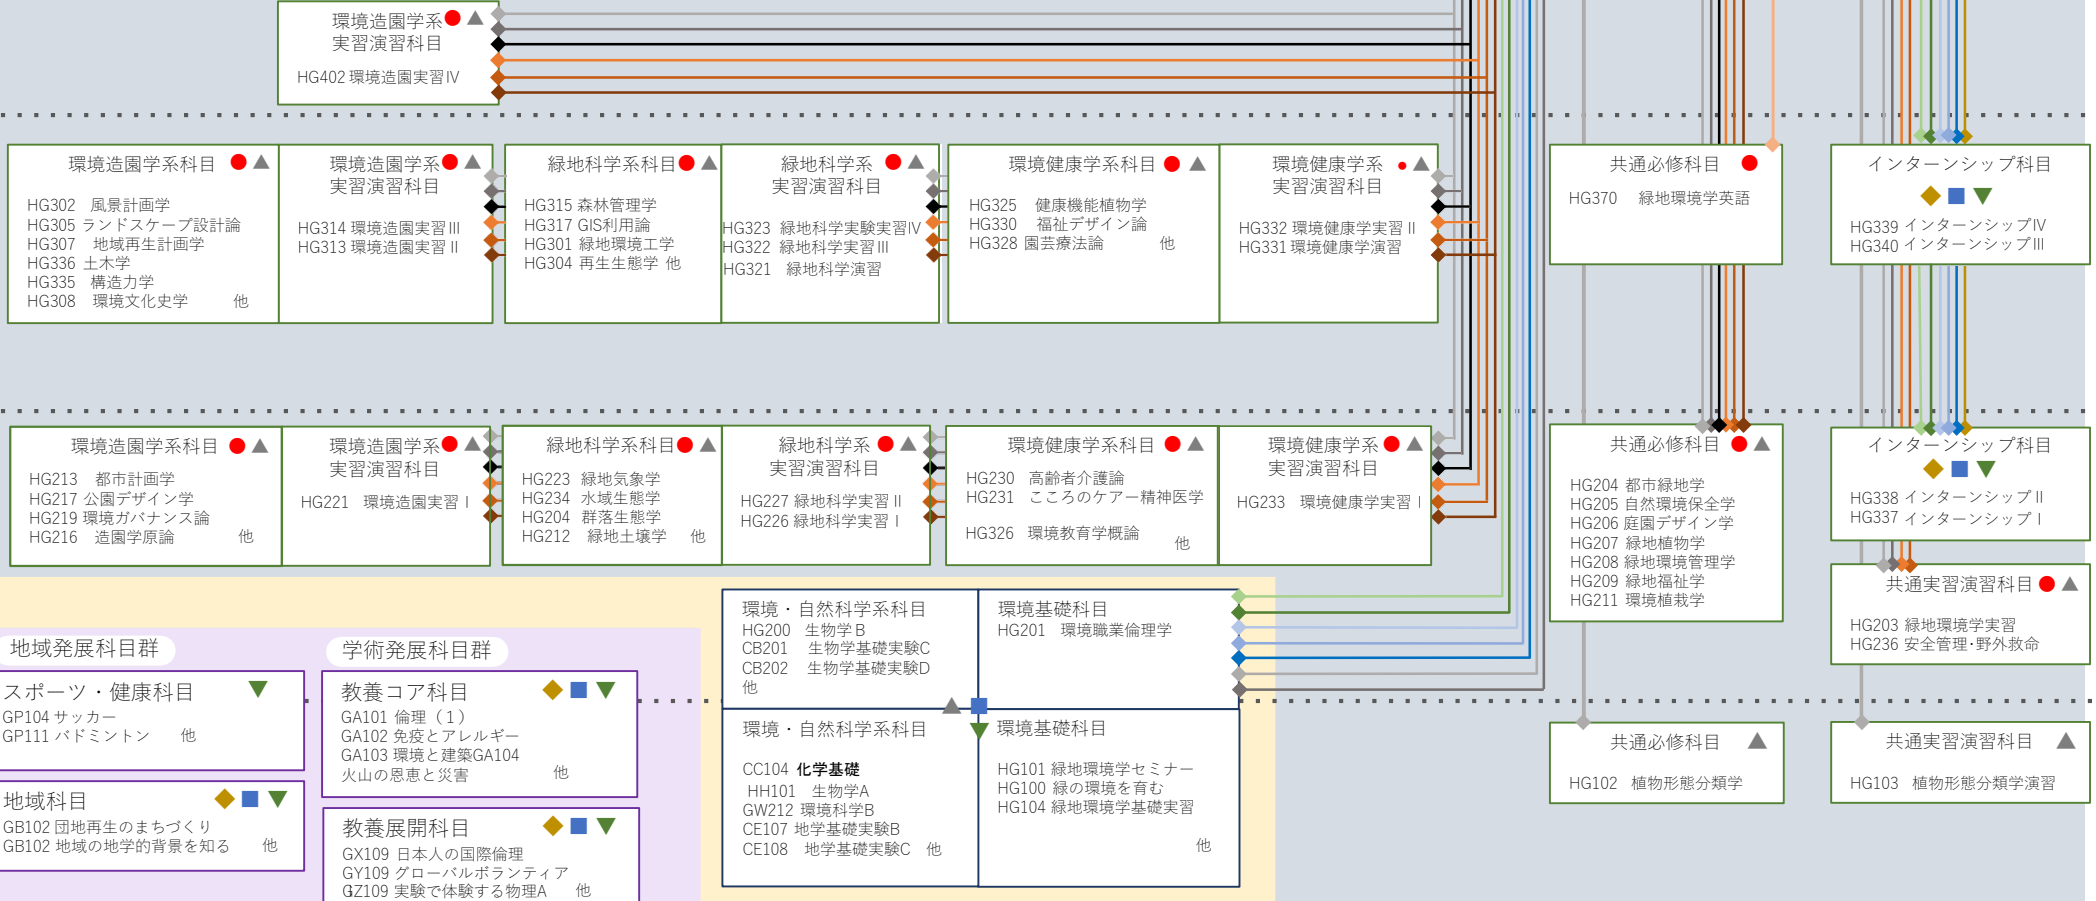 環境造園学系
実習演習科目
HG402 環境造園実習Ⅳ
環境造園学系科目
HG302 風景計画学
HG305 ランドスケープ設計論
HG307 地域再生計画学
HG336 土木学
HG335 構造力学
HG308 環境文化史学 他
環境造園学系
実習演習科目
HG314 環境造園実習Ⅲ
HG313 環境造園実習Ⅱ
緑地科学系科目
HG315 森林管理学
HG317 GIS利用論
HG301 緑地環境工学
HG304 再生生態学 他
緑地科学系
実習演習科目
HG323 緑地科学実験実習Ⅳ
HG322 緑地科学実習Ⅲ
HG321 緑地科学演習
環境健康学系科目
HG325 健康機能植物学
HG330 福祉デザイン論
HG328 園芸療法論 他
環境健康学系
実習演習科目
HG332 環境健康学実習Ⅱ
HG331 環境健康学演習
共通必修科目
HG370 緑地環境学英語
インターンシップ科目
HG339 インターンシップⅣ
HG340 インターンシップⅢ
環境造園学系科目
HG213 都市計画学
HG217 公園デザイン学
HG219 環境ガバナンス論
HG216 造園学原論 他
環境造園学系
実習演習科目
HG221 環境造園実習Ⅰ
緑地科学系科目
HG223 緑地気象学
HG234 水域生態学
HG204 群落生態学
HG212 緑地土壌学 他
緑地科学系
実習演習科目
HG227 緑地科学実習Ⅱ
HG226 緑地科学実習Ⅰ
環境健康学系科目
HG230 高齢者介護論
HG231 こころのケアー精神医学
HG326 環境教育学概論
他
環境健康学系
実習演習科目
HG233 環境健康学実習Ⅰ
共通必修科目
HG204 都市緑地学
HG205 自然環境保全学
HG206 庭園デザイン学
HG207 緑地植物学
HG208 緑地環境管理学
HG209 緑地福祉学
HG211 環境植栽学
インターンシップ科目
HG338 インターンシップⅡ
HG337 インターンシップⅠ
共通実習演習科目
HG203 緑地環境学実習
HG236 安全管理･野外救命
地域発展科目群
スポーツ・健康科目
GP104 サッカー
GP111 バドミントン 他
地域科目
GB102 団地再生のまちづくり
GB102 地域の地学的背景を知る 他
学術発展科目群
教養コア科目
GA101 倫理（１）
GA102 免疫とアレルギー
GA103 環境と建築GA104
火山の恩恵と災害 他
教養展開科目
GX109 日本人の国際倫理
GY109 グローバルボランティア
GZ109 実験で体験する物理A 他
環境・自然科学系科目
HG200 生物学Ｂ
CB201 生物学基礎実験C
CB202 生物学基礎実験D
他
環境基礎科目
HG201 環境職業倫理学
環境・自然科学系科目
CC104 化学基礎
HH101 生物学A
GW212 環境科学B
CE107 地学基礎実験B
CE108 地学基礎実験C 他
環境基礎科目
HG101 緑地環境学セミナー
HG100 緑の環境を育む
HG104 緑地環境学基礎実習
他
共通必修科目
HG102 植物形態分類学
共通実習演習科目
HG103 植物形態分類学演習